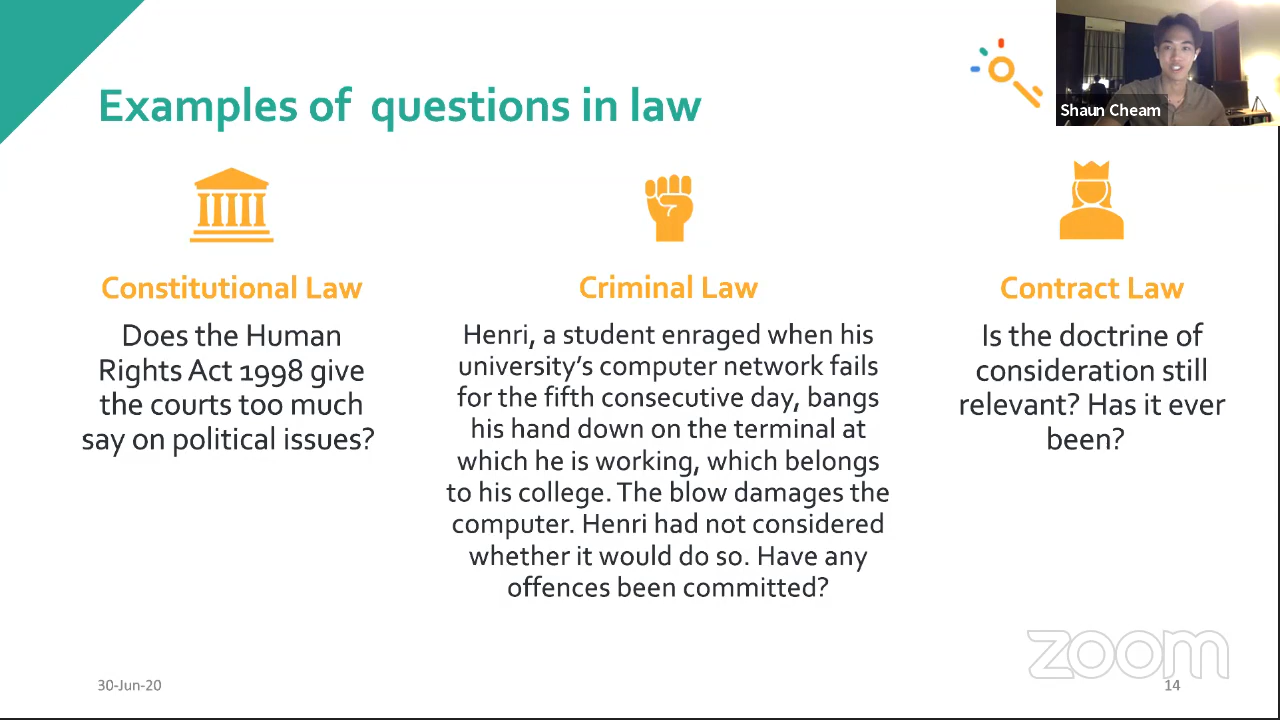 Examples of questions in law
Shaun Cheam
Constitutional Law
Does the Human
Rights Act 1998 give
the courts too much
say on political issues?
Criminal Law
Henri, a student enraged when his
university's computer network fails
for the fifth consecutive day, bangs
his hand down on the terminal at
which he is working, which belongs
to his college. The blow damages the
computer. Henri had not considered
whether it would do so. Have any
offences been committed?
Contract Law
Is the doctrine of
consideration still
relevant? Has it ever
been?
zoom
30-Jun-20
14